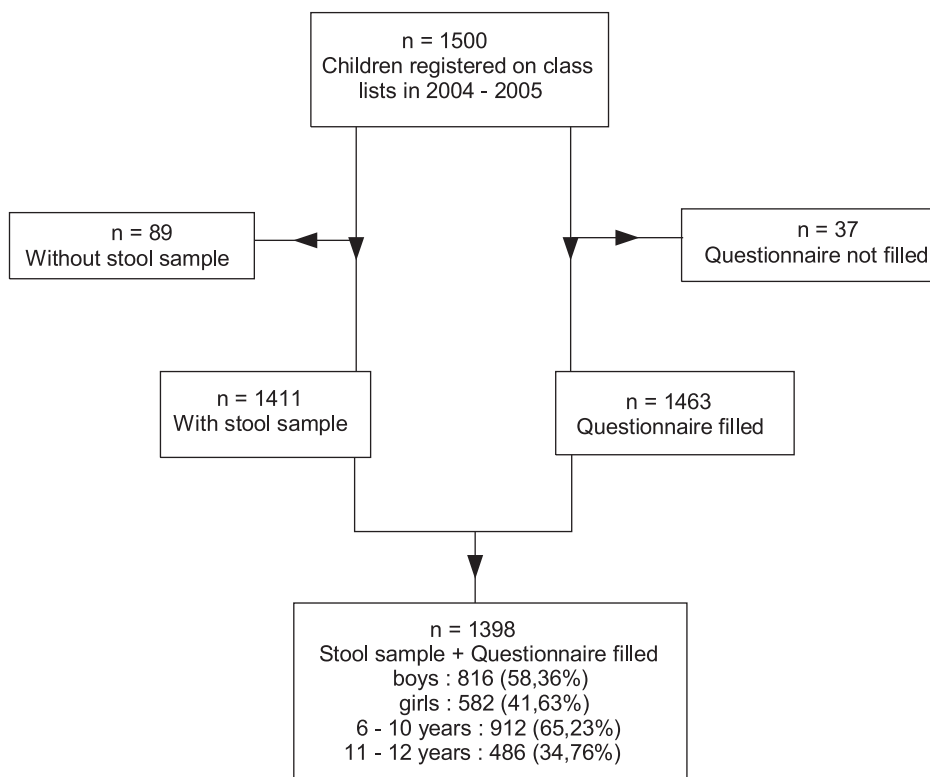 n = 1500
Children registered on class
lists in 2004 - 2005
n = 89
Without stool sample
n = 37
Questionnaire not filled
n = 1411
With stool sample
n = 1463
Questionnaire filled
n = 1398
Stool sample + Questionnaire filled
boys : 816 (58,36%)
girls : 582 (41,63%)
6 - 10 years : 912 (65,23%)
11 - 12 years : 486 (34,76%)